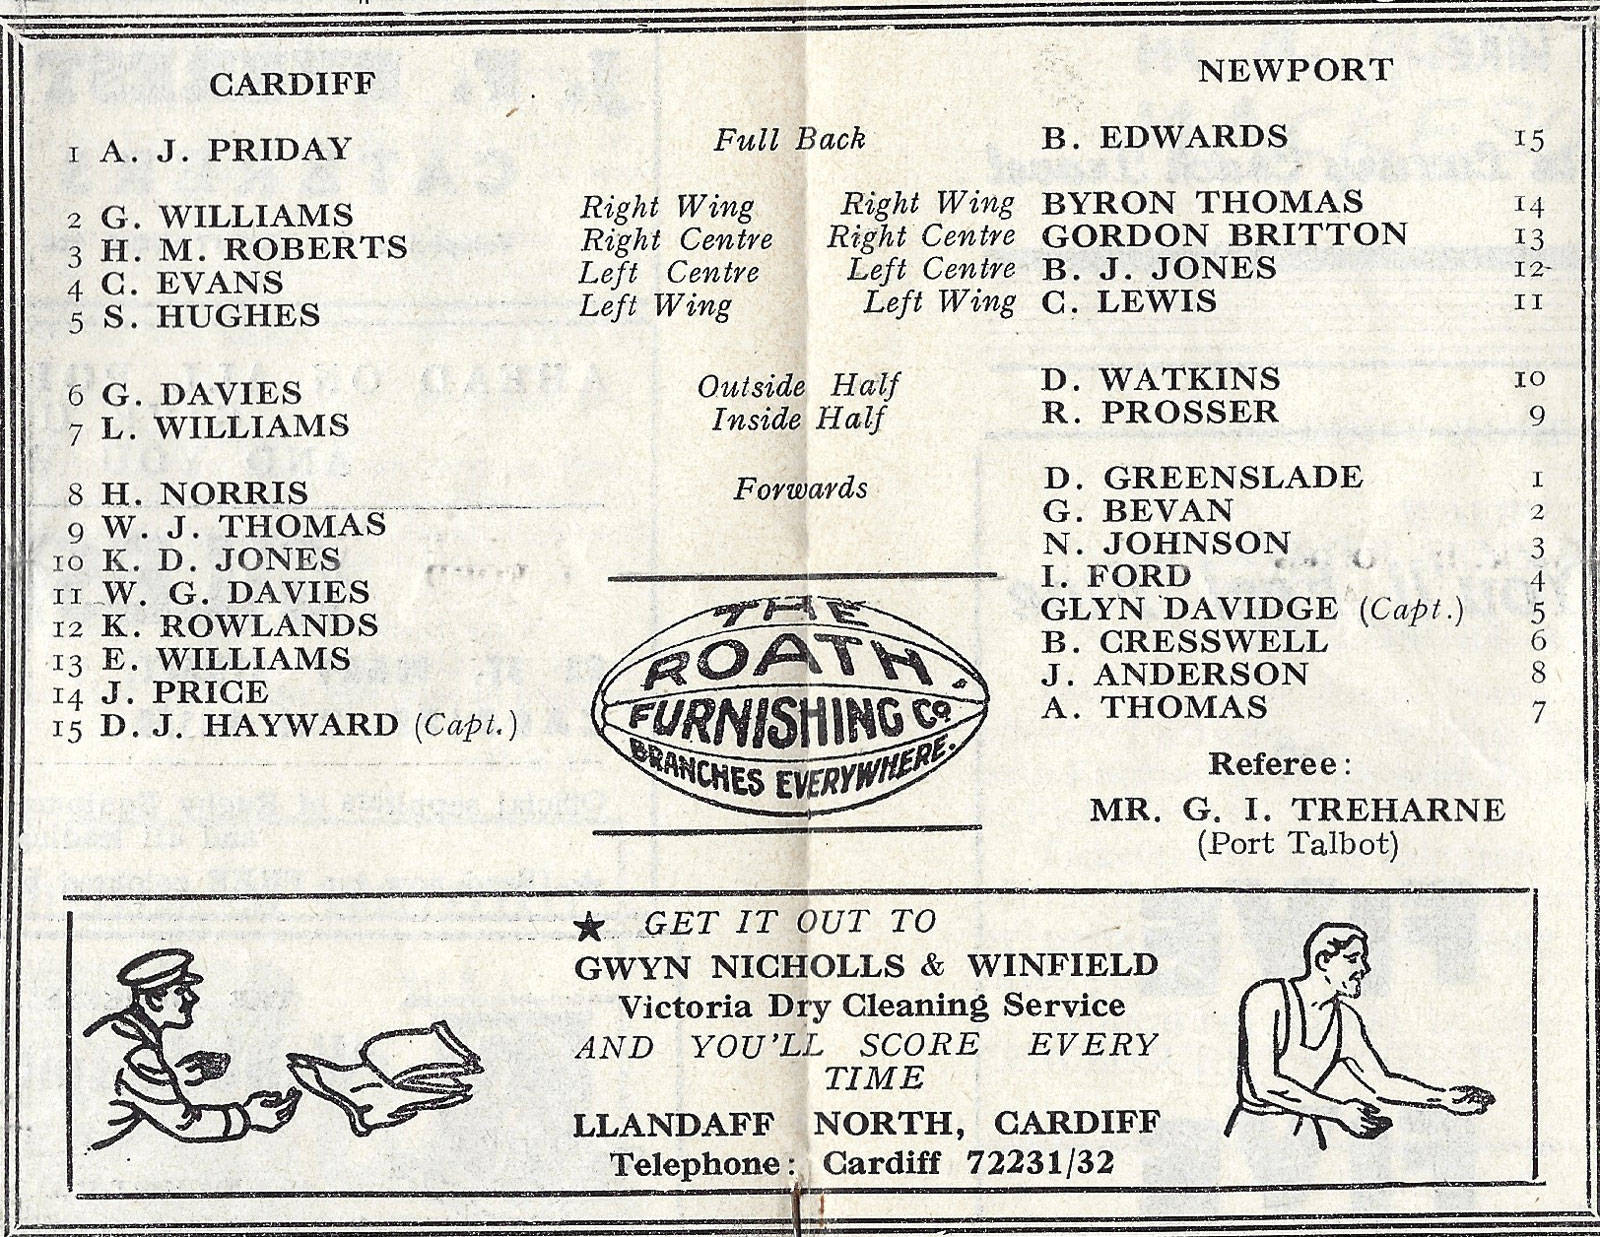 CARDIFF
NEWPORT
1 A. J. PRIDAY Full Back B. EDWARDS 15
2 G. WILLIAMS Right Wing Right Wing BYRON THOMAS 14
3 H. M. ROBERTS Right Centre Right Centre GORDON BRITTON 13
4 C. EVANS Left Centre Left Centre B. J. JONES 12
5 S. HUGHES Left Wing Left Wing C. LEWIS 11
6 G. DAVIES Outside Half D. WATKINS 10
7 L. WILLIAMS Inside Half R. PROSSER 9
8 H. NORRIS Forwards D. GREENSLADE 1
9 W. J. THOMAS G. BEVAN 2
10 K. D. JONES N. JOHNSON 3
11 W. G. DAVIES I. FORD 4
12 K. ROWLANDS GLYN DAVIDGE (Capt.) 5
13 E. WILLIAMS B. CRESSWELL 6
14 J. PRICE J. ANDERSON 8
15 D. J. HAYWARD (Capt.) A. THOMAS 7
THE
ROATH
FURNISHING Co.
BRANCHES EVERYWHERE.
Referee:
MR. G. I. TREHARNE
(Port Talbot)
★ GET IT OUT TO
GWYN NICHOLLS & WINFIELD
Victoria Dry Cleaning Service
AND YOU'LL SCORE EVERY
TIME
LLANDAFF NORTH, CARDIFF
Telephone: Cardiff 72231/32